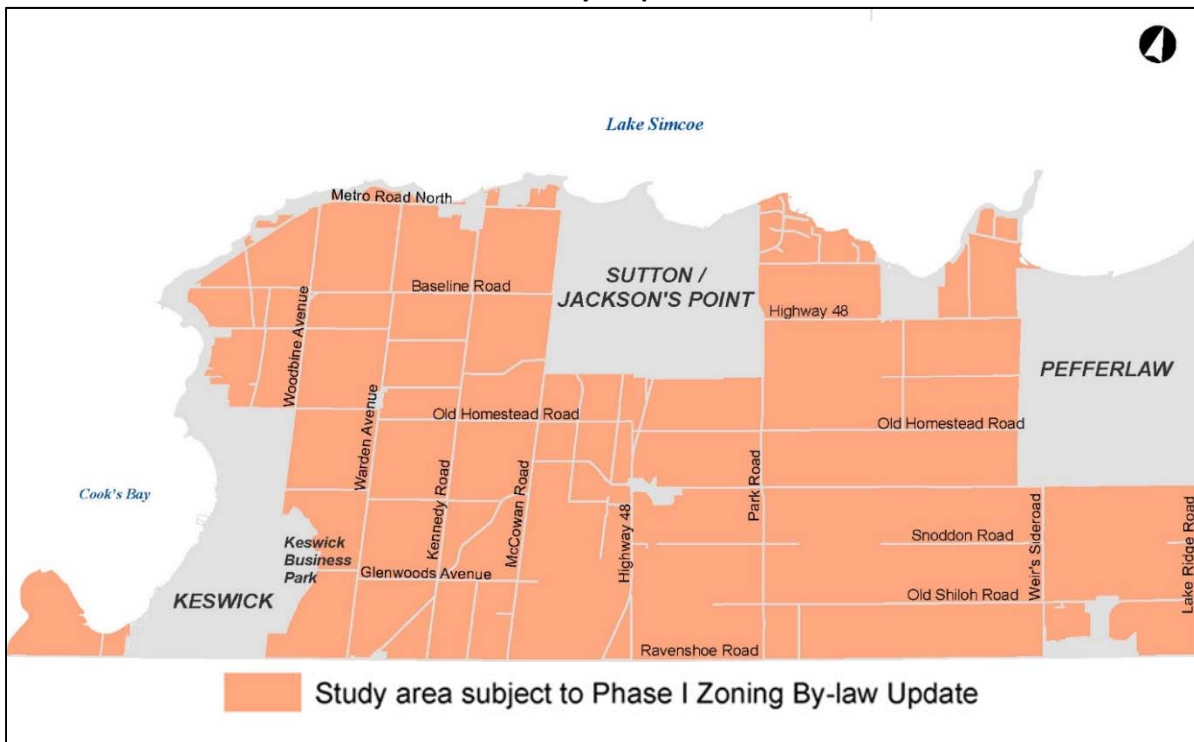 Lake Simcoe
Metro Road North
SUTTON /
JACKSON'S POINT
Baseline Road
Highway 48
Woodbine Avenue
PEFFERLAW
Warden Avenue
Old Homestead Road
Old Homestead Road
Cook's Bay
Kennedy Road
McCowan Road
Highway 48
Park Road
Snoddon Road
Weir's Sideroad
Lake Ridge Road
Keswick
Business
Park
Glenwoods Avenue
KESWICK
Old Shiloh Road
Ravenshoe Road
Study area subject to Phase I Zoning By-law Update